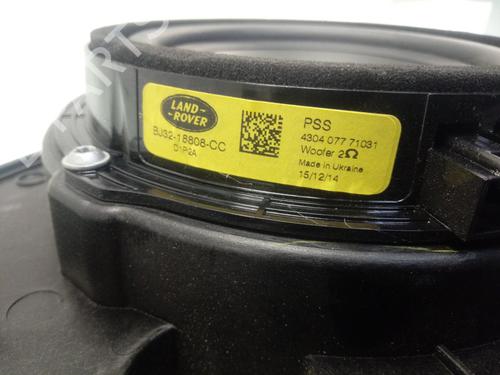 LAND
ROVER
BJ32-18808-CC
D1P2A
PSS
4304 077 71031
Woofer 2Ω
Made in Ukraine
15/12/14